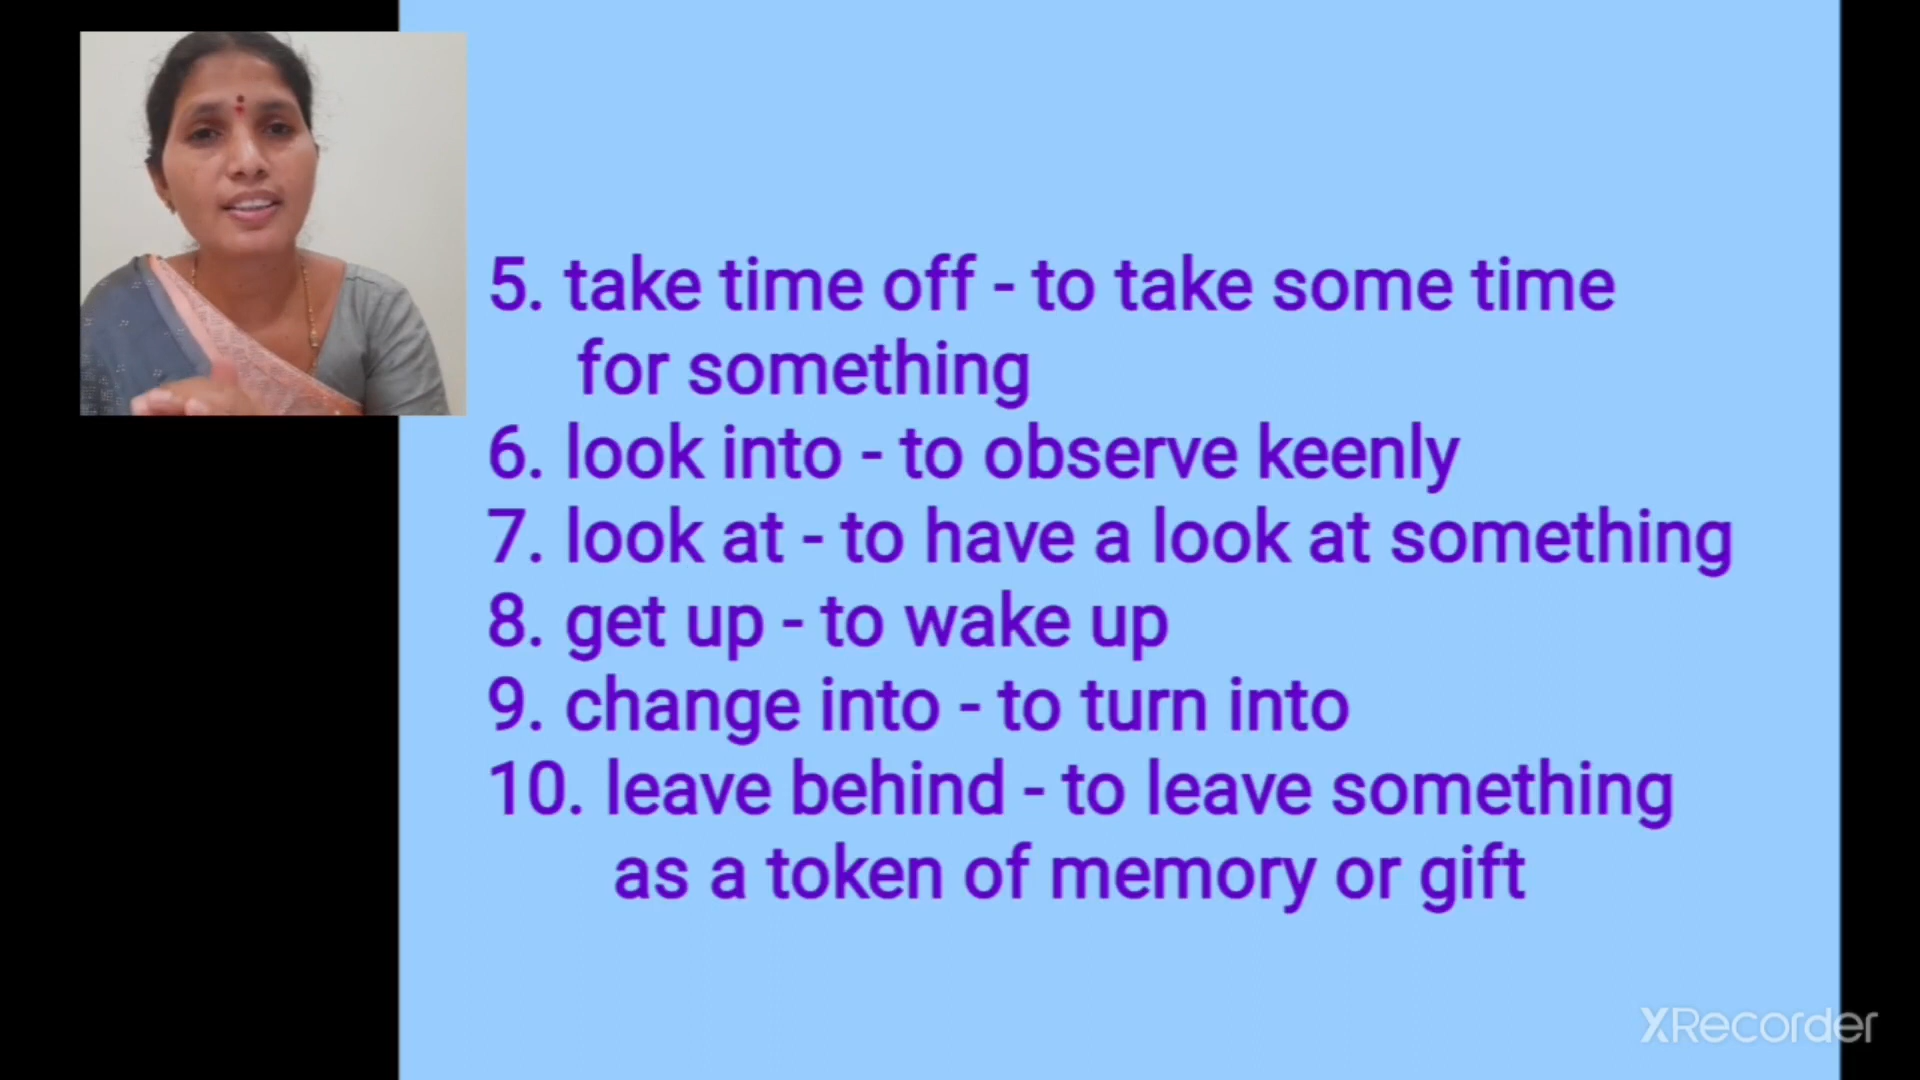 5. take time off - to take some time
for something
6. look into - to observe keenly
7. look at - to have a look at something
8. get up - to wake up
9. change into - to turn into
10. leave behind - to leave something
as a token of memory or gift
XRecorder